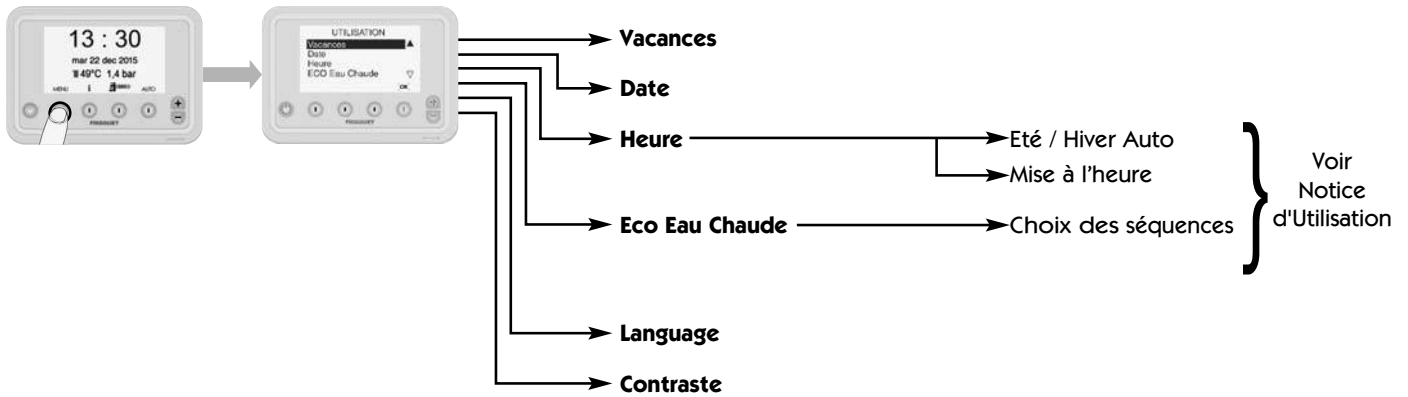 13 : 30
mar 22 dec 2015
49°C 1,4 bar
MENU i AUTO
FRISQUET
UTILISATION
Vacances
Date
Heure
ECO Eau Chaude
OK
FRISQUET
Vacances
Date
Heure
Eté / Hiver Auto
Mise à l'heure
Eco Eau Chaude
Choix des séquences
Voir
Notice
d'Utilisation
Language
Contraste